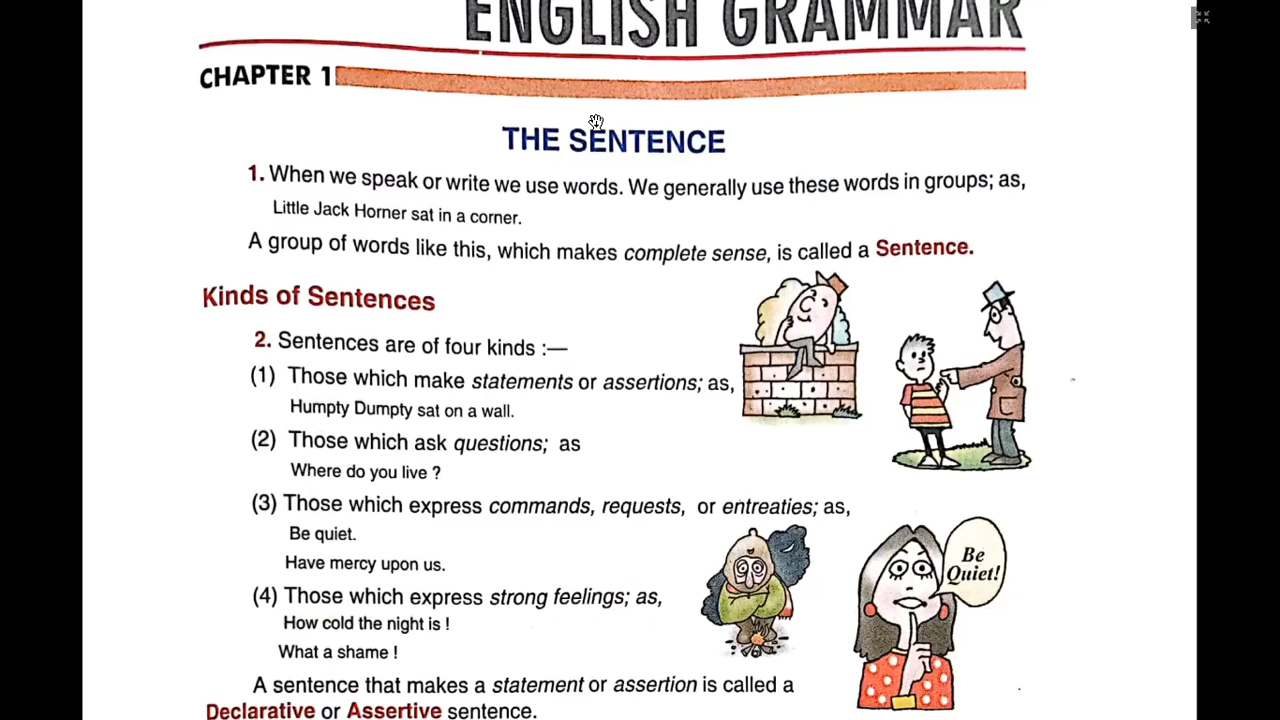 ENGLISH GRAMMAR
CHAPTER 1
THE SENTENCE
1. When we speak or write we use words. We generally use these words in groups; as,
Little Jack Horner sat in a corner.
A group of words like this, which makes complete sense, is called a Sentence.
Kinds of Sentences
2. Sentences are of four kinds :—
(1) Those which make statements or assertions; as,
Humpty Dumpty sat on a wall.
(2) Those which ask questions; as
Where do you live ?
(3) Those which express commands, requests, or entreaties; as,
Be quiet.
Have mercy upon us.
Be
Quiet!
(4) Those which express strong feelings; as,
How cold the night is !
What a shame !
A sentence that makes a statement or assertion is called a
Declarative or Assertive sentence.